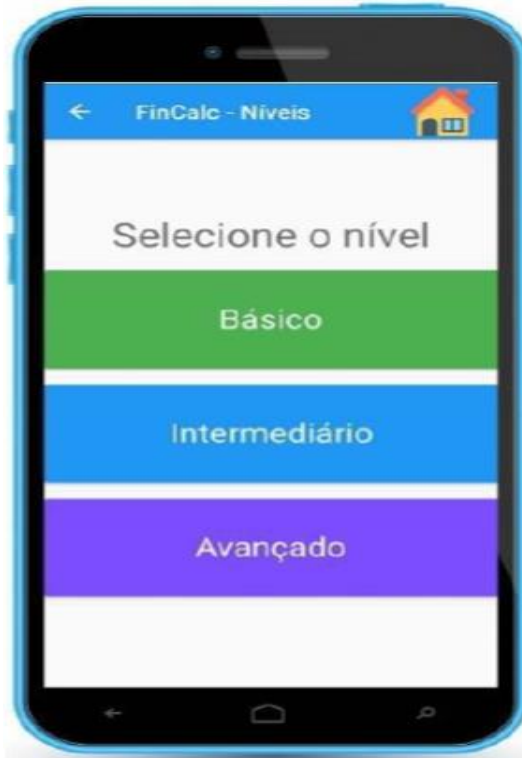 FinCalc - Níveis
Selecione o nível
Básico
Intermediário
Avançado